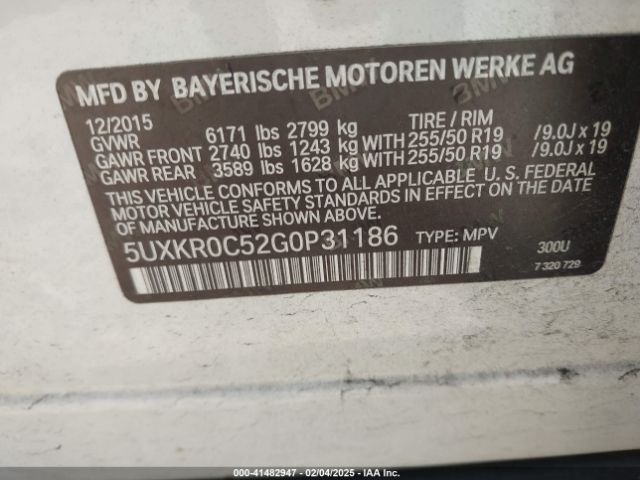 MFD BY BAYERISCHE MOTOREN WERKE AG
12/2015 TIRE / RIM
GVWR 6171 lbs 2799 kg
GAWR FRONT 2740 lbs 1243 kg WITH 255/50 R19 /9.0J x 19
GAWR REAR 3589 lbs 1628 kg WITH 255/50 R19 /9.0J x 19
THIS VEHICLE CONFORMS TO ALL APPLICABLE U. S. FEDERAL
MOTOR VEHICLE SAFETY STANDARDS IN EFFECT ON THE DATE
OF MANUFACTURE SHOWN ABOVE.
5UXKR0C52G0P31186 TYPE: MPV 300U
7 320 729
000-41482947 - 02/04/2025 - IAA Inc.